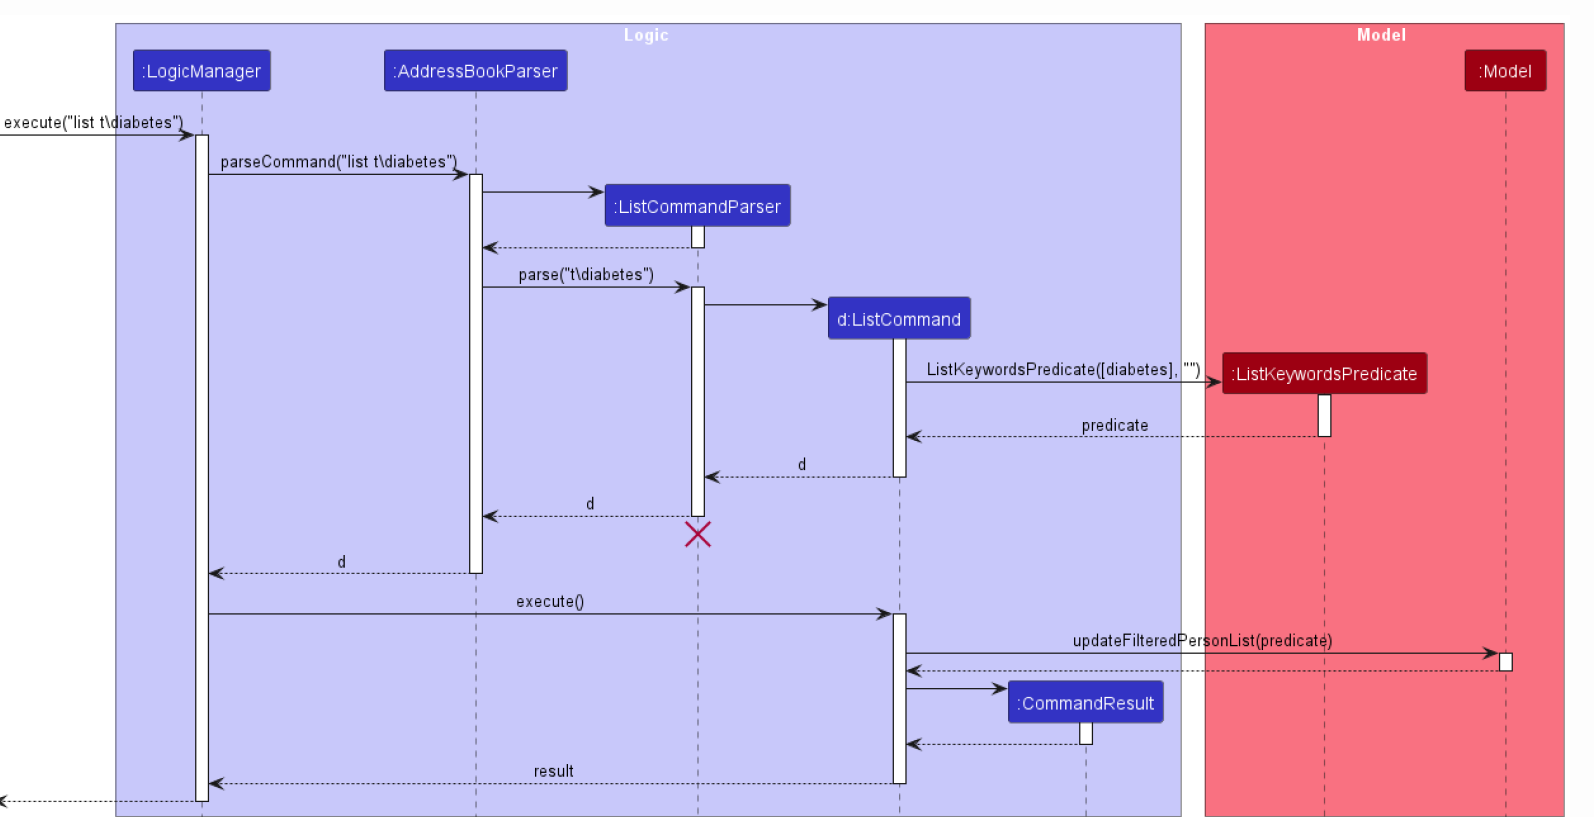 Logic
Model
:LogicManager
:AddressBookParser
:Model
execute("list t\diabetes")
parseCommand("list t\diabetes")
:ListCommandParser
parse("t\diabetes")
d:ListCommand
ListKeywordsPredicate([diabetes], "")
:ListKeywordsPredicate
predicate
d
d
d
execute()
updateFilteredPersonList(predicate)
:CommandResult
result